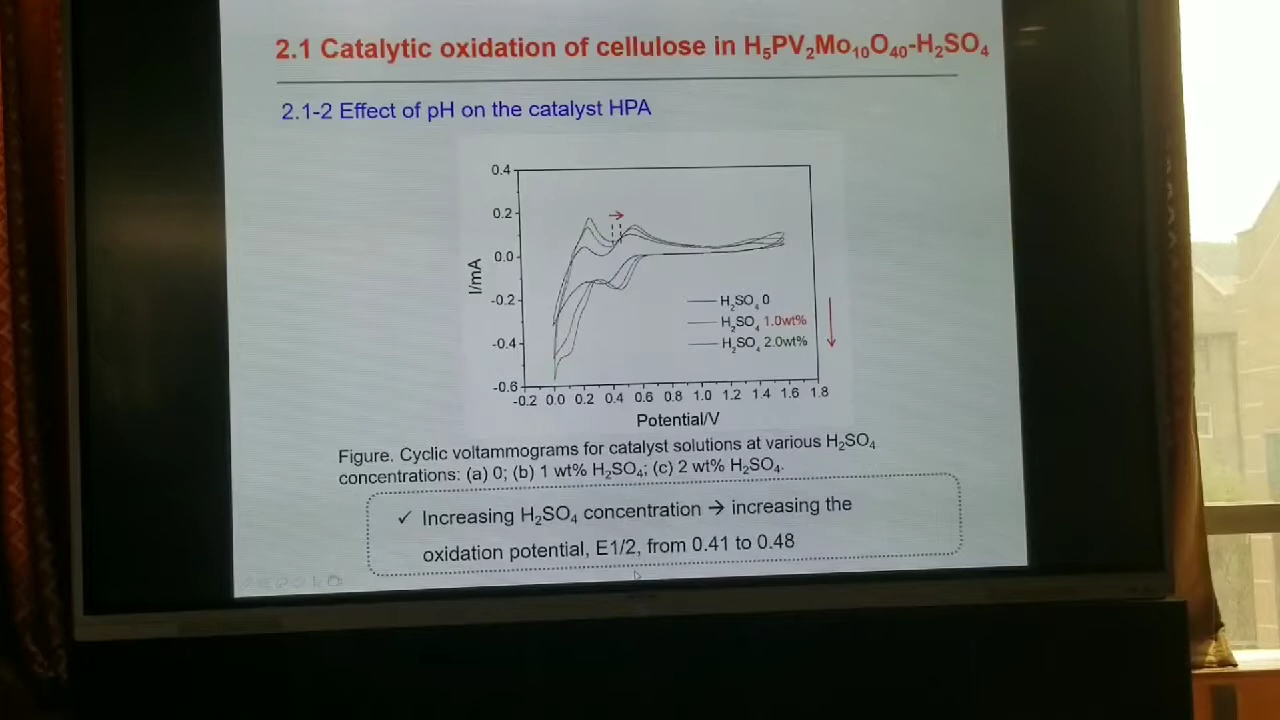 2.1 Catalytic oxidation of cellulose in H₅PV₂Mo₁₀O₄₀-H₂SO₄
2.1-2 Effect of pH on the catalyst HPA
0.4
0.2
0.0
-0.2
-0.4
-0.6
I/mA
H₂SO₄ 0
H₂SO₄ 1.0wt%
H₂SO₄ 2.0wt%
-0.2 0.0 0.2 0.4 0.6 0.8 1.0 1.2 1.4 1.6 1.8
Potential/V
Figure. Cyclic voltammograms for catalyst solutions at various H₂SO₄
concentrations: (a) 0; (b) 1 wt% H₂SO₄; (c) 2 wt% H₂SO₄.
✓ Increasing H₂SO₄ concentration → increasing the
oxidation potential, E1/2, from 0.41 to 0.48